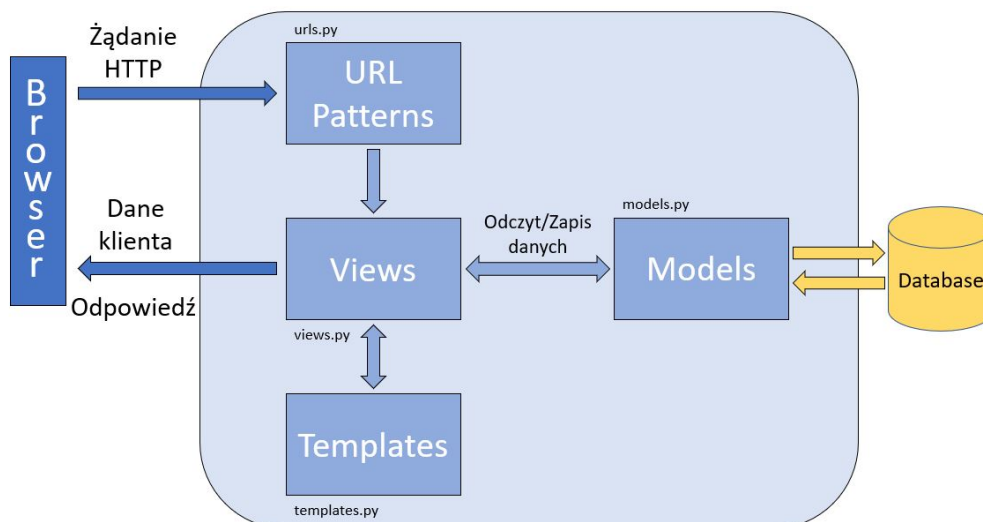 urls.py
Żądanie
HTTP
URL
Patterns
Browser
Dane
klienta
Odpowiedź
Views
views.py
Odczyt/Zapis
danych
models.py
Models
Database
Templates
templates.py